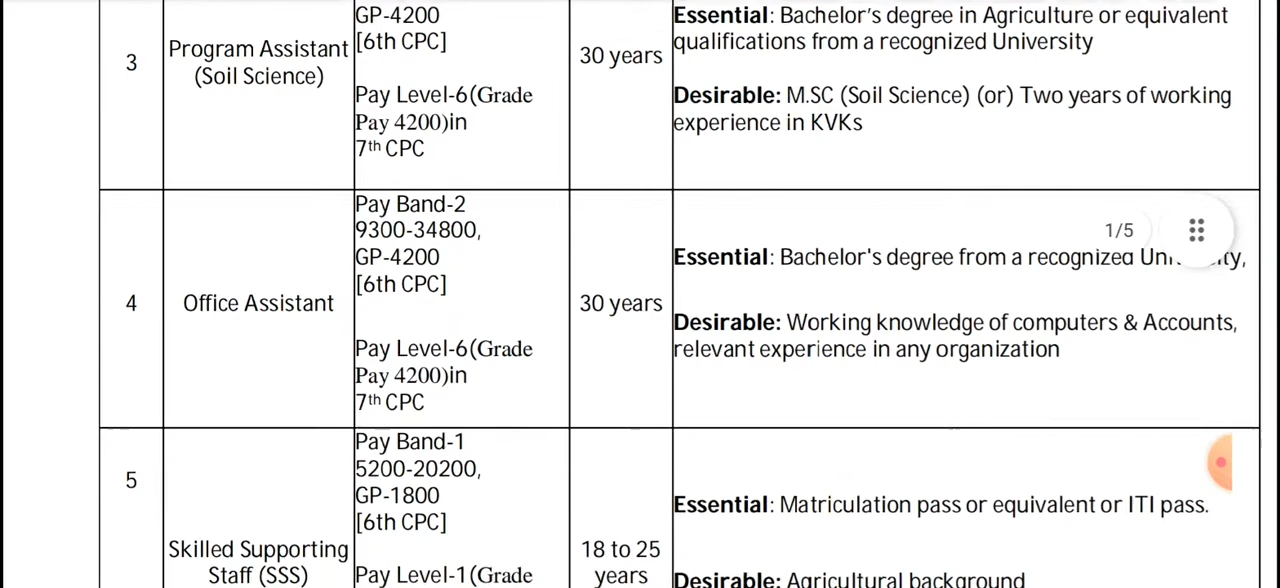 3
Program Assistant
(Soil Science)
GP-4200
[6th CPC]
Pay Level-6(Grade
Pay 4200)in
7th CPC
30 years
Essential: Bachelor's degree in Agriculture or equivalent
qualifications from a recognized University
Desirable: M.SC (Soil Science) (or) Two years of working
experience in KVKs
4
Office Assistant
Pay Band-2
9300-34800,
GP-4200
[6th CPC]
Pay Level-6(Grade
Pay 4200)in
7th CPC
30 years
1/5
Essential: Bachelor's degree from a recognized
Desirable: Working knowledge of computers & Accounts,
relevant experience in any organization
5
Skilled Supporting
Staff (SSS)
Pay Band-1
5200-20200,
GP-1800
[6th CPC]
Pay Level-1(Grade
18 to 25
years
Essential: Matriculation pass or equivalent or ITI pass.
Desirable: Agricultural background